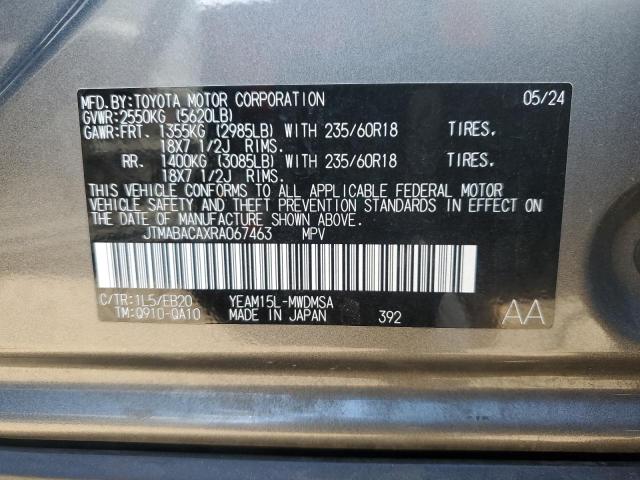 MFD.BY:TOYOTA MOTOR CORPORATION 05/24
GVWR:2550KG (5620LB)
GAWR:FRT. 1355KG (2985LB) WITH 235/60R18 TIRES.
18X7 1/2J RIMS.
RR. 1400KG (3085LB) WITH 235/60R18 TIRES.
18X7 1/2J RIMS.
THIS VEHICLE CONFORMS TO ALL APPLICABLE FEDERAL MOTOR
VEHICLE SAFETY AND THEFT PREVENTION STANDARDS IN EFFECT ON
THE DATE OF MANUFACTURE SHOWN ABOVE.
JTMABACAXRA067463 MPV
C/TR:1L5/EB20 YEAM15L-MWDMSA
TM:Q910-QA10 MADE IN JAPAN 392 AA